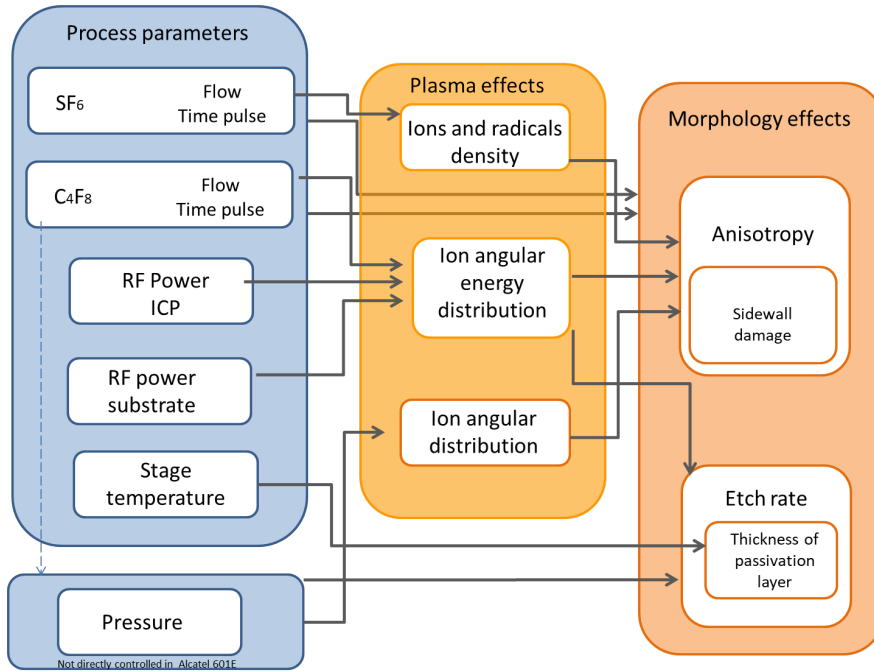 Process parameters
SF₆
Flow
Time pulse
C₄F₈
Flow
Time pulse
RF Power
ICP
RF power
substrate
Stage
temperature
Pressure
Not directly controlled in Alcatel 601E
Plasma effects
Ions and radicals
density
Ion angular
energy
distribution
Ion angular
distribution
Morphology effects
Anisotropy
Sidewall
damage
Etch rate
Thickness of
passivation
layer